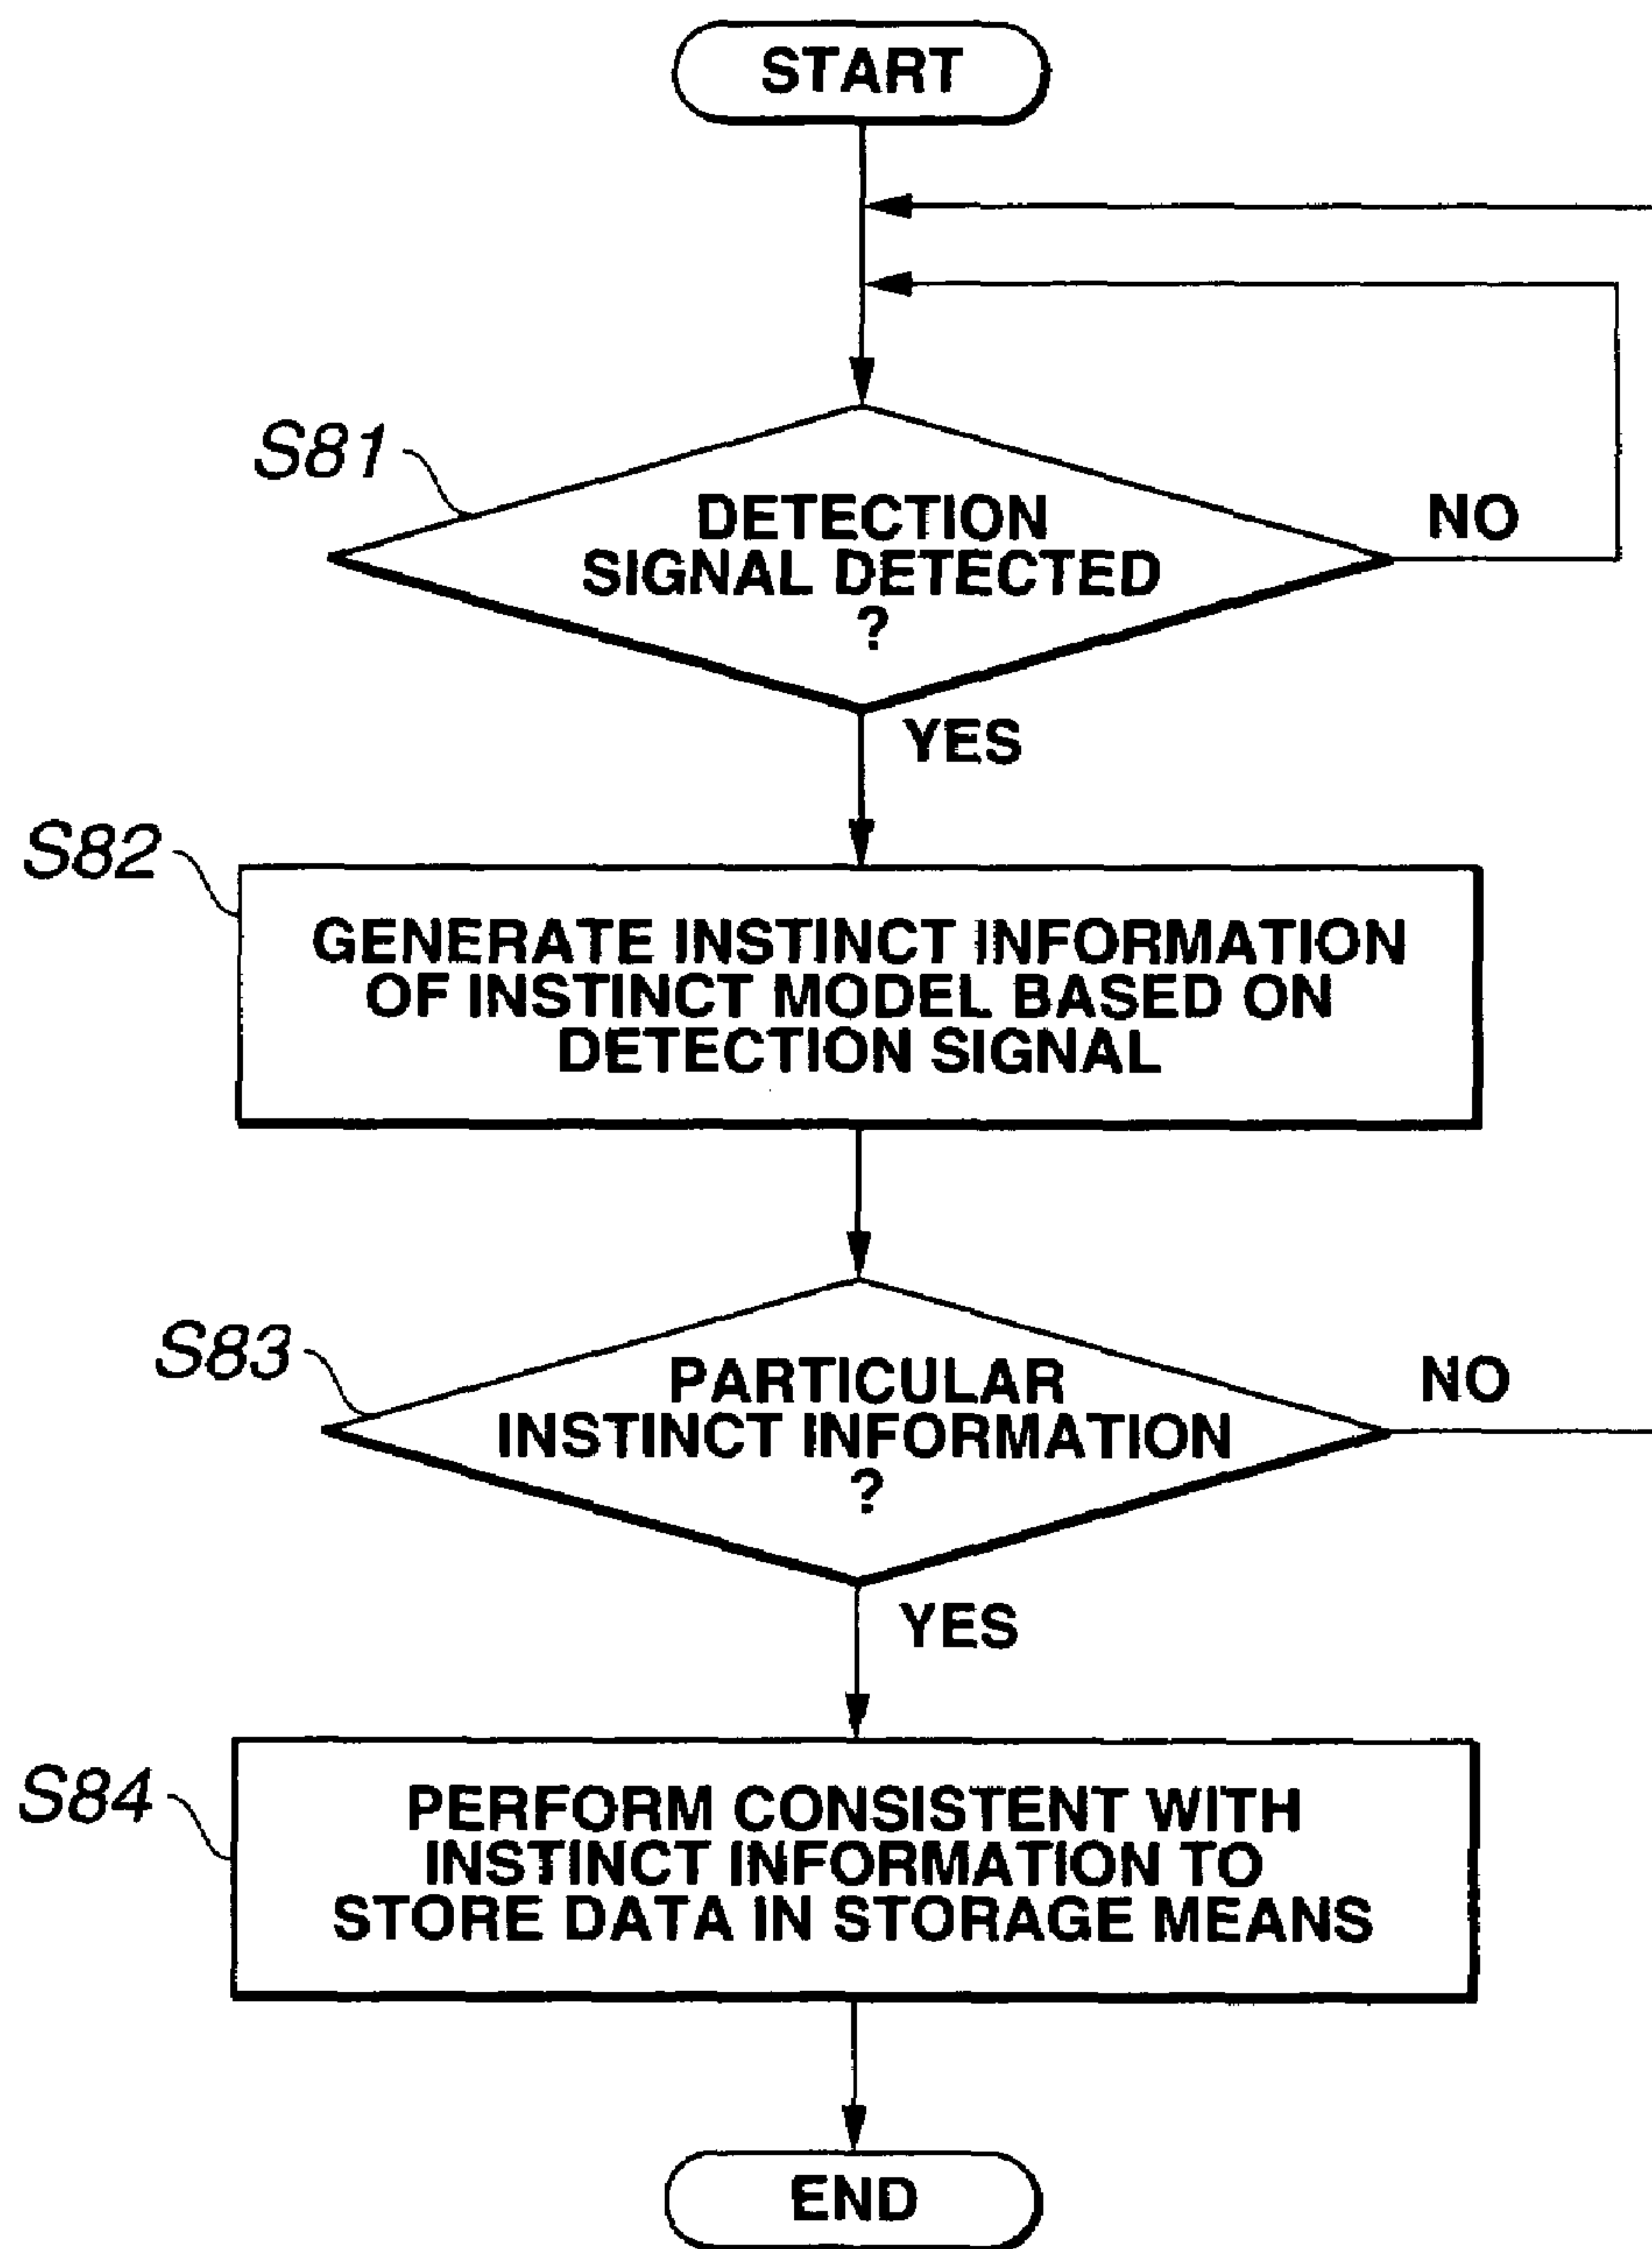 START
S81
DETECTION
SIGNAL DETECTED
?
NO
YES
S82
GENERATE INSTINCT INFORMATION
OF INSTINCT MODEL BASED ON
DETECTION SIGNAL
S83
PARTICULAR
INSTINCT INFORMATION
?
NO
YES
S84
PERFORM CONSISTENT WITH
INSTINCT INFORMATION TO
STORE DATA IN STORAGE MEANS
END